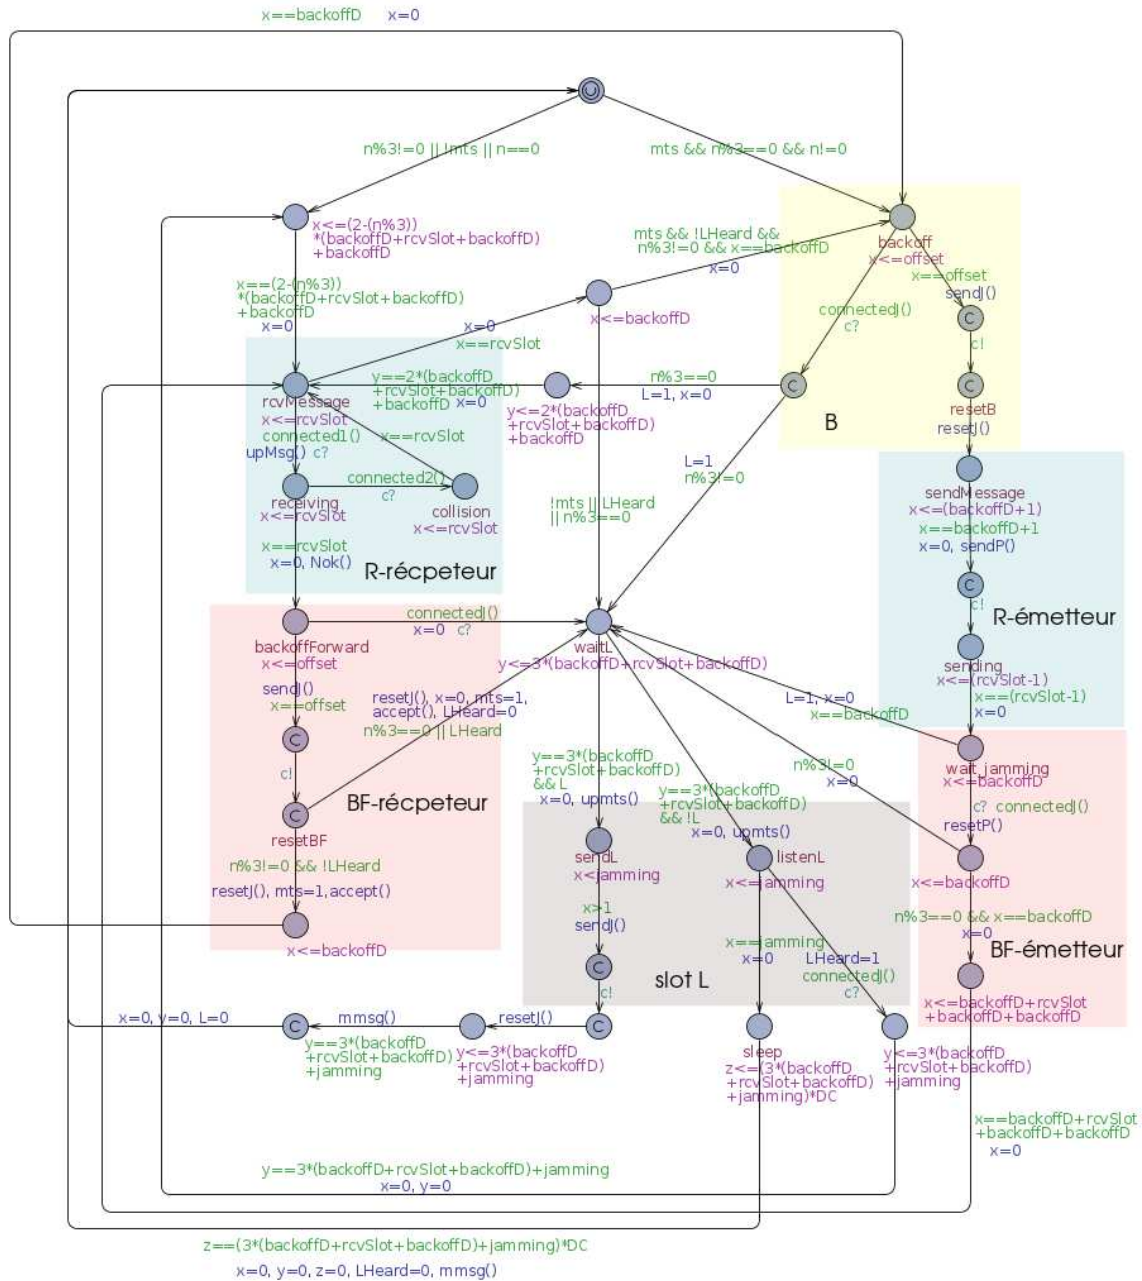 x==backoffD x=0
n%3!=0 || !mts || n==0
mts && n%3==0 && n!=0
x<=(2-(n%3))
*(backoffD+rcvSlot+backoffD)
+backoffD
mts && !LHeard &&
n%3!=0 && x==backoffD
x=0
backoff
x<=offset
x==offset
sendJ()
x==(2-(n%3))
*(backoffD+rcvSlot+backoffD)
+backoffD
x=0
x=0
x==rcvSlot
x<=backoffD
connectedJ()
c?
C
c!
rcvMessage
x<=rcvSlot
connected1()
upMsg() c?
y==2*(backoffD
+rcvSlot+backoffD)
+backoffD x=0
x==rcvSlot
y<=2*(backoffD
+rcvSlot+backoffD)
+backoffD
n%3==0
L=1, x=0
C
C
resetB
resetJ()
B
L=1
n%3!=0
receiving
x<=rcvSlot
connected2()
c?
collision
x<=rcvSlot
!mts || LHeard
|| n%3==0
sendMessage
x<=(backoffD+1)
x==backoffD+1
x=0, sendP()
x==rcvSlot
x=0, Nok()
R-récpeteur
C
c!
R-émetteur
backoffForward
x<=offset
connectedJ()
x=0 c?
waitL
y<=3*(backoffD+rcvSlot+backoffD)
sending
x<=(rcvSlot-1)
x==(rcvSlot-1)
x=0
sendJ()
x==offset
resetJ(), x=0, mts=1,
accept(), LHeard=0
n%3==0 || LHeard
L=1, x=0
x==backoffD
C
c!
BF-récpeteur
C
resetBF
y==3*(backoffD
+rcvSlot+backoffD)
&& L
x=0, upmts()
y==3*(backoffD
+rcvSlot+backoffD)
&& !L
x=0, upmts()
n%3!=0
x=0
wait_jamming
x<=backoffD
c? connectedJ()
resetP()
n%3!=0 && !LHeard
resetJ(), mts=1,accept()
sendL
x<jamming
listenL
x<=jamming
x<=backoffD
x<=backoffD
x>1
sendJ()
x==jamming
x=0
LHeard=1
connectedJ()
c?
n%3==0 && x==backoffD
x=0
BF-émetteur
C
c!
slot L
x<=backoffD+rcvSlot
+backoffD+backoffD
x=0, y=0, L=0
C
mmsg()
resetJ()
C
y==3*(backoffD
+rcvSlot+backoffD)
+jamming
y<=3*(backoffD
+rcvSlot+backoffD)
+jamming
sleep
z<=(3*(backoffD
+rcvSlot+backoffD)
+jamming)*DC
y<=3*(backoffD
+rcvSlot+backoffD)
+jamming
x==backoffD+rcvSlot
+backoffD+backoffD
x=0
y==3*(backoffD+rcvSlot+backoffD)+jamming
x=0, y=0
z==(3*(backoffD+rcvSlot+backoffD)+jamming)*DC
x=0, y=0, z=0, LHeard=0, mmsg()